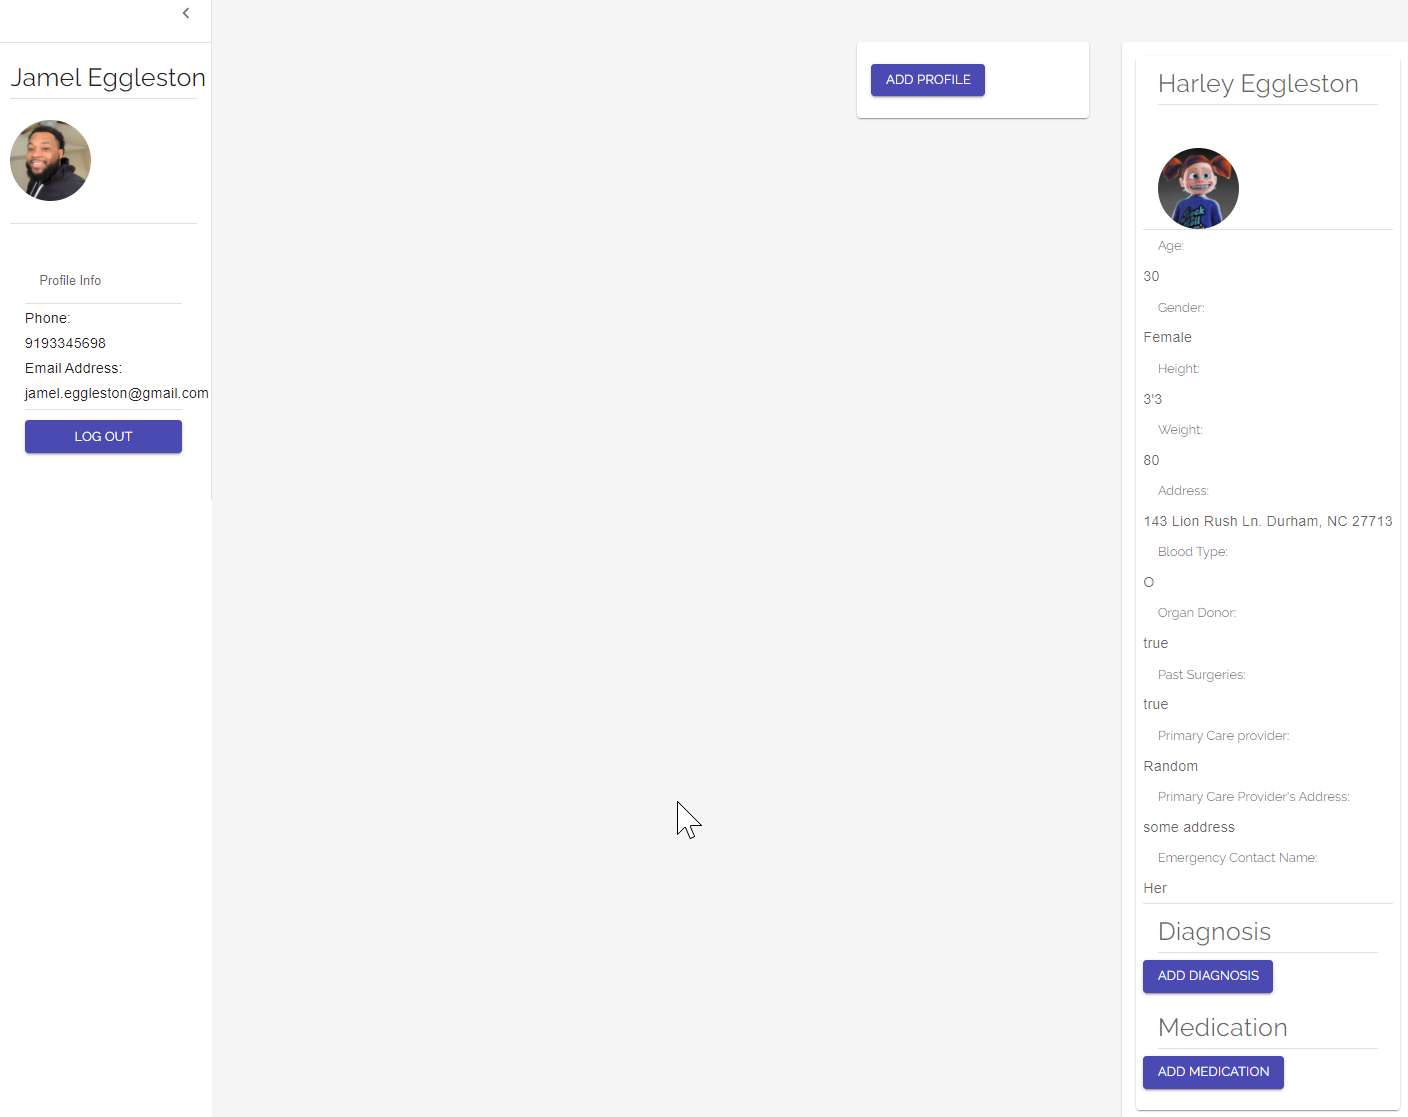 Jamel Eggleston
Profile Info
Phone:
9193345698
Email Address:
jamel.eggleston@gmail.com
LOG OUT
ADD PROFILE
Harley Eggleston
Age:
30
Gender:
Female
Height:
3'3
Weight:
80
Address:
143 Lion Rush Ln. Durham, NC 27713
Blood Type:
O
Organ Donor:
true
Past Surgeries:
true
Primary Care provider:
Random
Primary Care Provider's Address:
some address
Emergency Contact Name:
Her
Diagnosis
ADD DIAGNOSIS
Medication
ADD MEDICATION